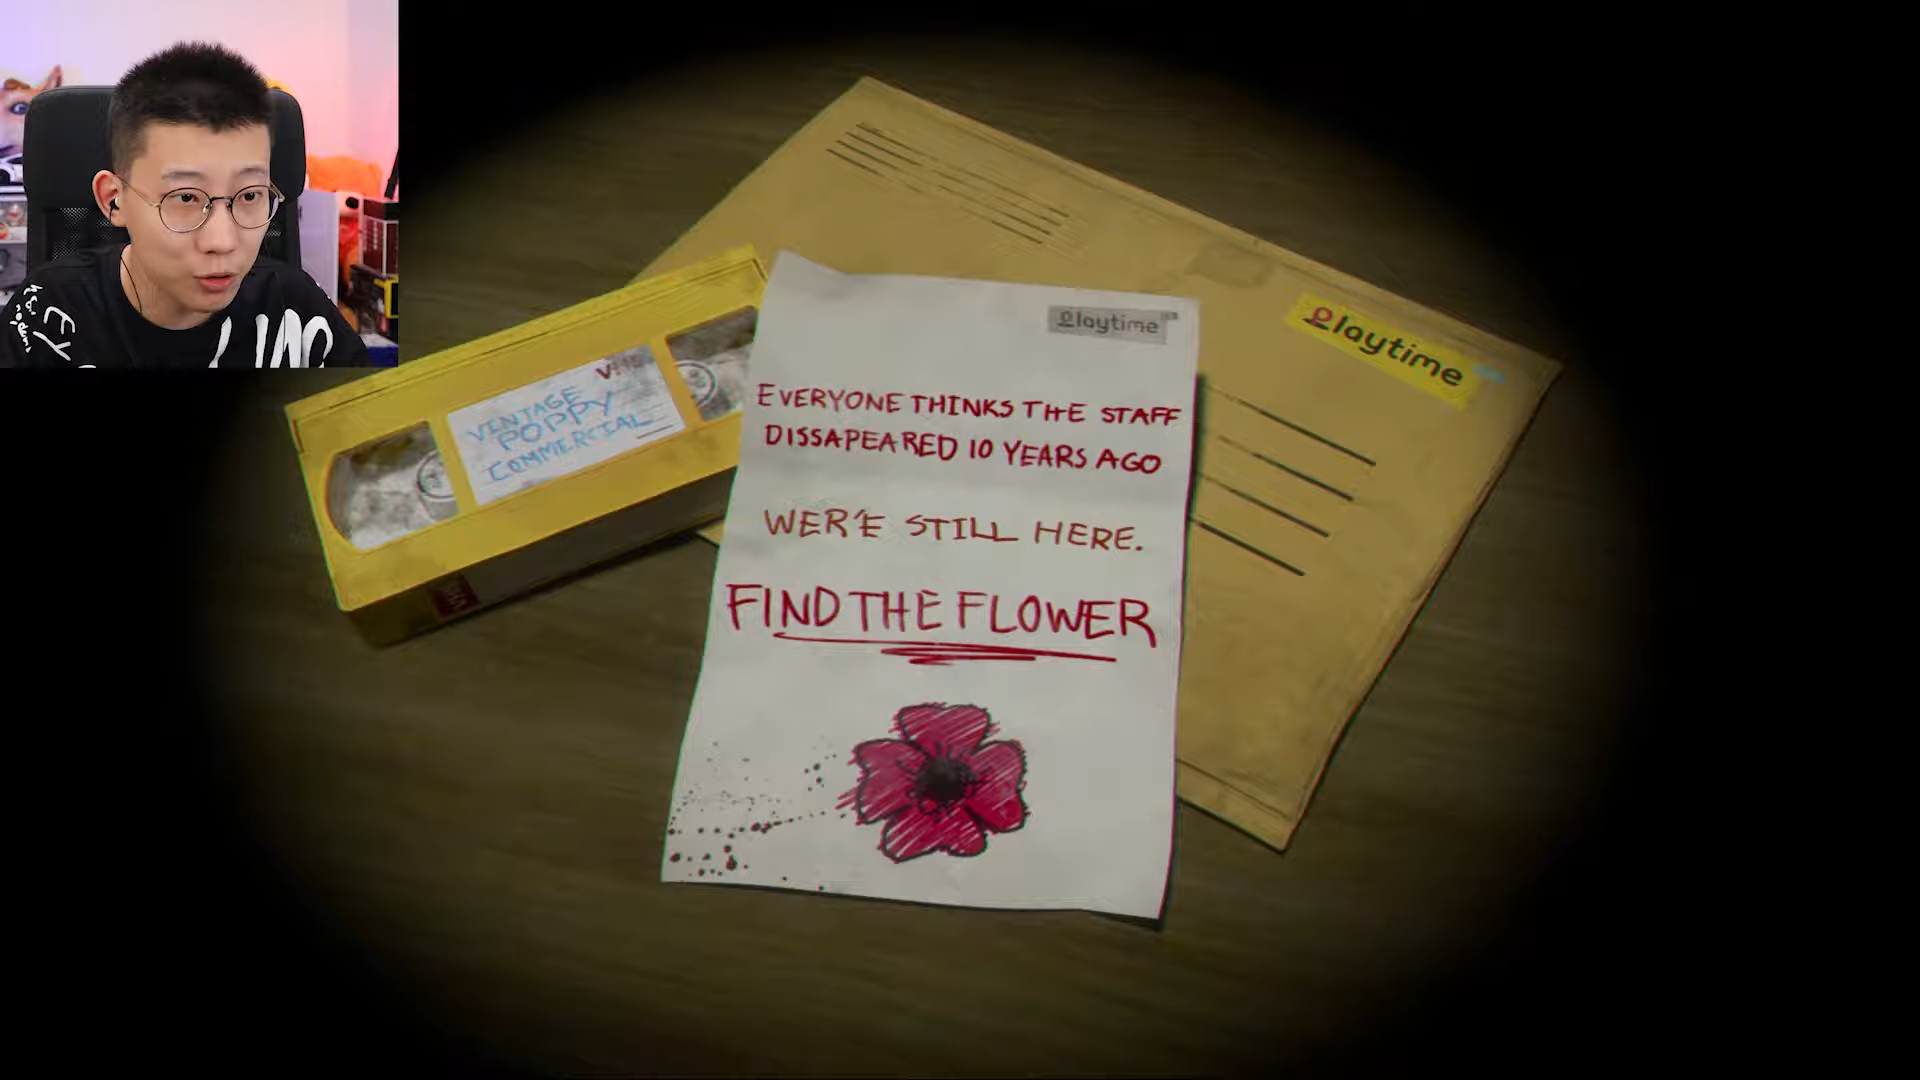 VINTAGE
POPPY
COMMERCIAL
Playtime
Playtime
EVERYONE THINKS THE STAFF
DISSAPEARED 10 YEARS AGO
WER'E STILL HERE.
FIND THE FLOWER